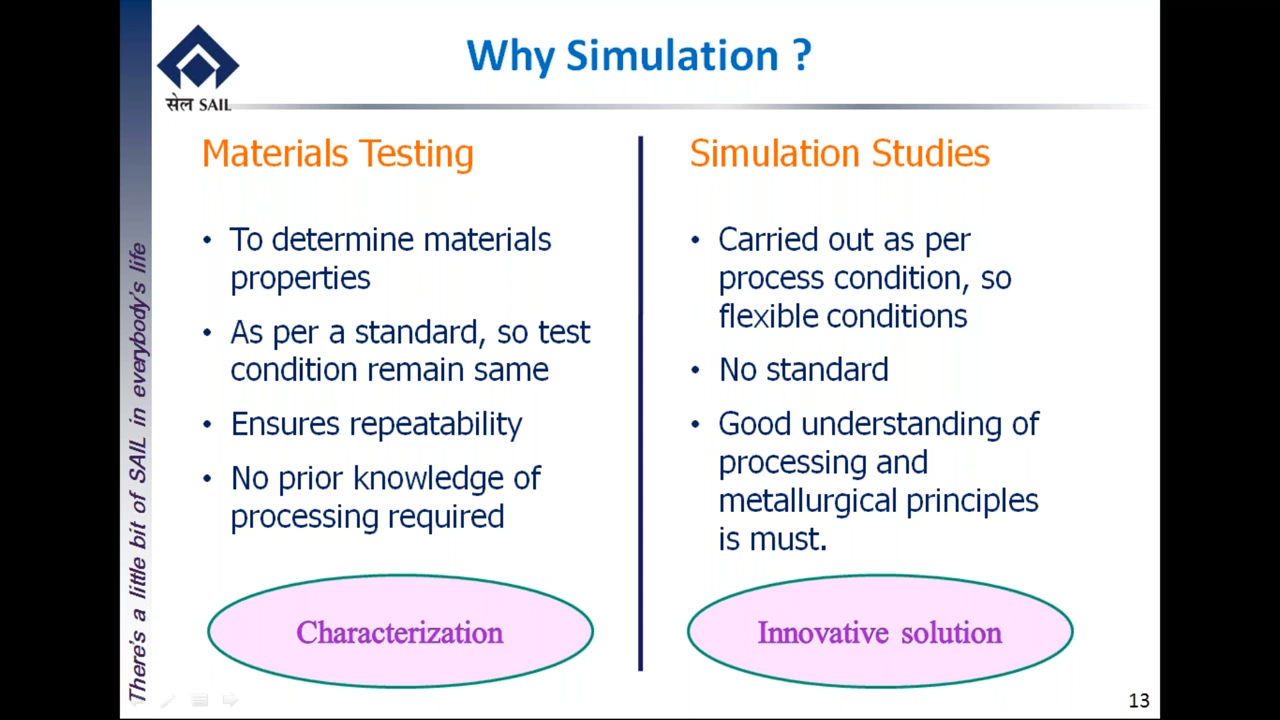 Why Simulation ?
सेल SAIL
There's a little bit of SAIL in everybody's life
Materials Testing
• To determine materials
properties
• As per a standard, so test
condition remain same
• Ensures repeatability
• No prior knowledge of
processing required
Characterization
Simulation Studies
• Carried out as per
process condition, so
flexible conditions
• No standard
• Good understanding of
processing and
metallurgical principles
is must.
Innovative solution
13